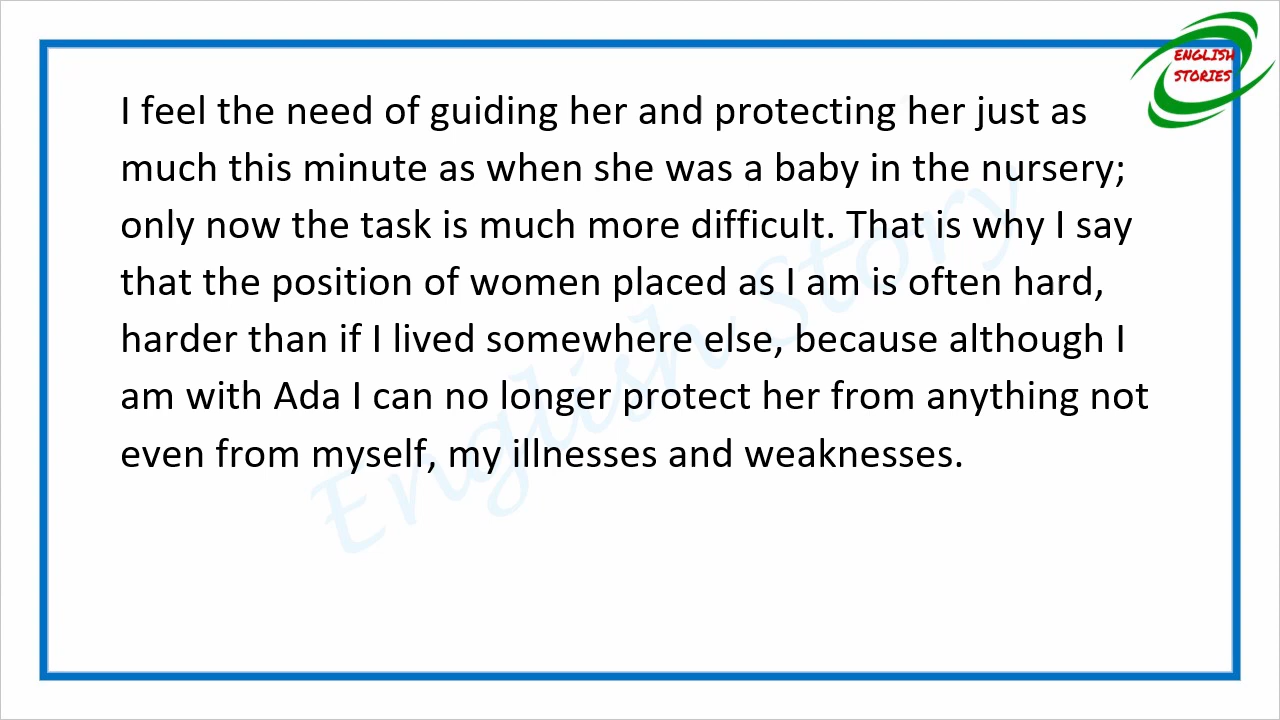 ENGLISH
STORIES
I feel the need of guiding her and protecting her just as
much this minute as when she was a baby in the nursery;
only now the task is much more difficult. That is why I say
that the position of women placed as I am is often hard,
harder than if I lived somewhere else, because although I
am with Ada I can no longer protect her from anything not
even from myself, my illnesses and weaknesses.
English Story